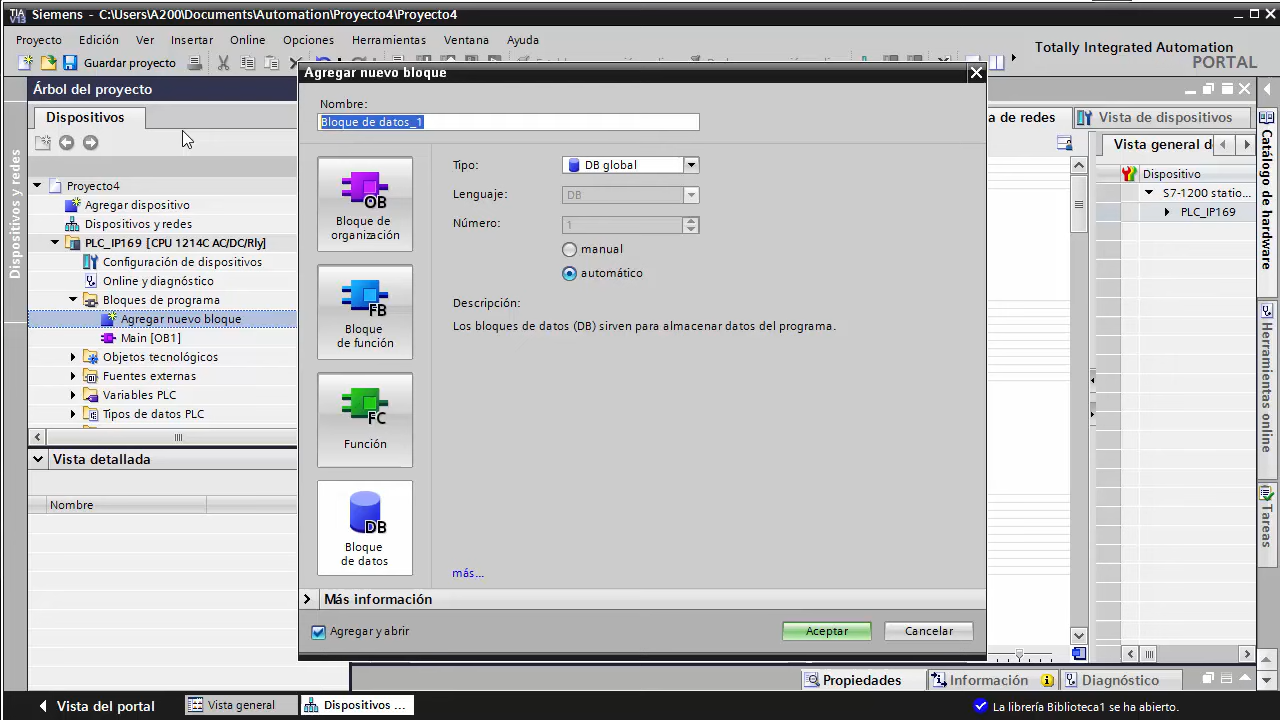 TIA
V13
Siemens - C:\Users\A200\Documents\Automation\Proyecto4\Proyecto4
Proyecto Edición Ver Insertar Online Opciones Herramientas Ventana Ayuda
Totally Integrated Automation
PORTAL
Guardar proyecto
Árbol del proyecto
Dispositivos
Dispositivos y redes
Proyecto4
Agregar dispositivo
Dispositivos y redes
PLC_IP169 [CPU 1214C AC/DC/Rly]
Configuración de dispositivos
Online y diagnóstico
Bloques de programa
Agregar nuevo bloque
Main [OB1]
Objetos tecnológicos
Fuentes externas
Variables PLC
Tipos de datos PLC
Vista detallada
Nombre
Agregar nuevo bloque
Nombre:
Bloque de datos_1
OB
Bloque de
organización
FB
Bloque
de función
FC
Función
DB
Bloque
de datos
Tipo: DB global
Lenguaje: DB
Número: 1
manual
automático
Descripción:
Los bloques de datos (DB) sirven para almacenar datos del programa.
más...
Más información
Agregar y abrir
Aceptar Cancelar
a de redes
Vista de dispositivos
Vista general d
Dispositivo
S7-1200 statio...
PLC_IP169
Catálogo de hardware
Herramientas online
Tareas
Propiedades Información Diagnóstico
Vista del portal
Vista general
Dispositivos ...
La librería Biblioteca1 se ha abierto.